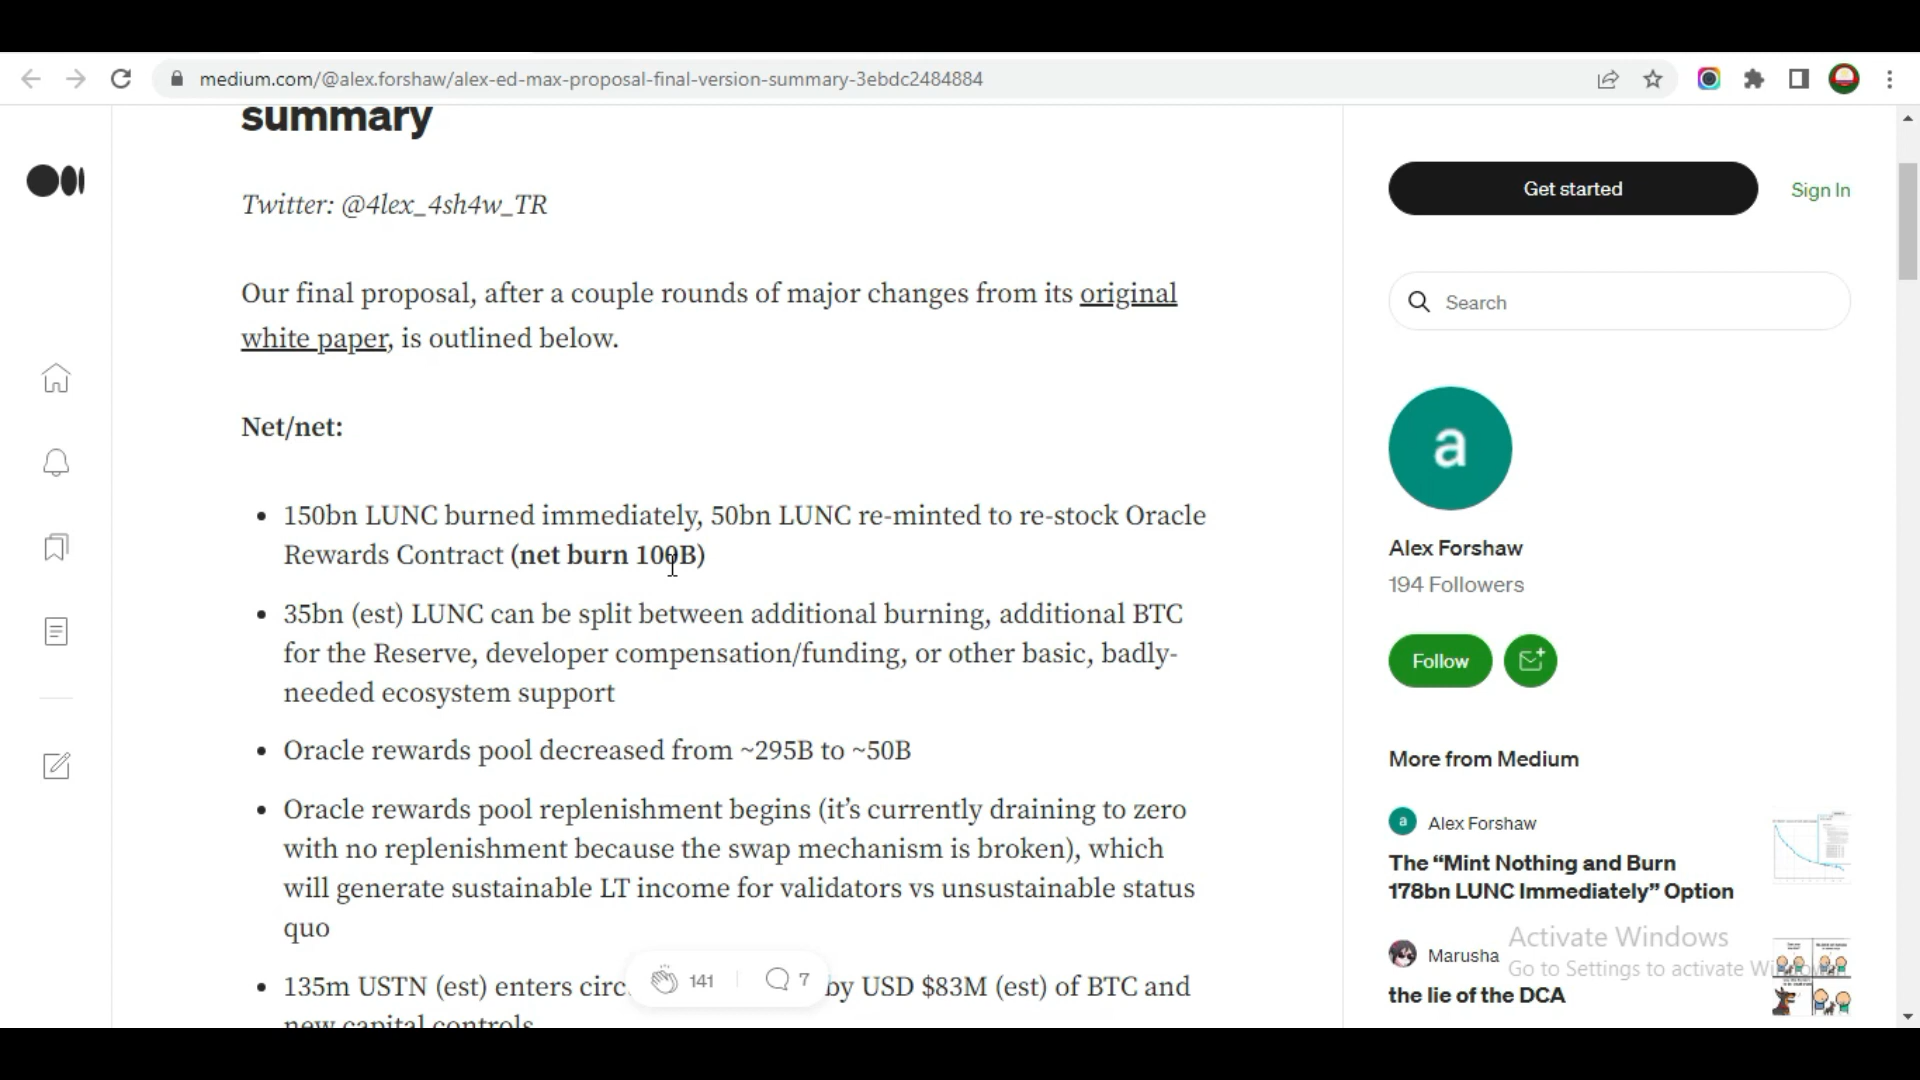 medium.com/@alex.forshaw/alex-ed-max-proposal-final-version-summary-3ebdc2484884
summary
Twitter: @4lex_4sh4w_TR
Our final proposal, after a couple rounds of major changes from its original
white paper, is outlined below.
Net/net:
• 150bn LUNC burned immediately, 50bn LUNC re-minted to re-stock Oracle
Rewards Contract (net burn 100B)
• 35bn (est) LUNC can be split between additional burning, additional BTC
for the Reserve, developer compensation/funding, or other basic, badly-
needed ecosystem support
• Oracle rewards pool decreased from ~295B to ~50B
• Oracle rewards pool replenishment begins (it's currently draining to zero
with no replenishment because the swap mechanism is broken), which
will generate sustainable LT income for validators vs unsustainable status
quo
• 135m USTN (est) enters circ by USD $83M (est) of BTC and
new capital controls
141
7
Get started
Sign In
Search
a
Alex Forshaw
194 Followers
Follow
More from Medium
a Alex Forshaw
The “Mint Nothing and Burn
178bn LUNC Immediately” Option
Marusha
the lie of the DCA
Activate Windows
Go to Settings to activate